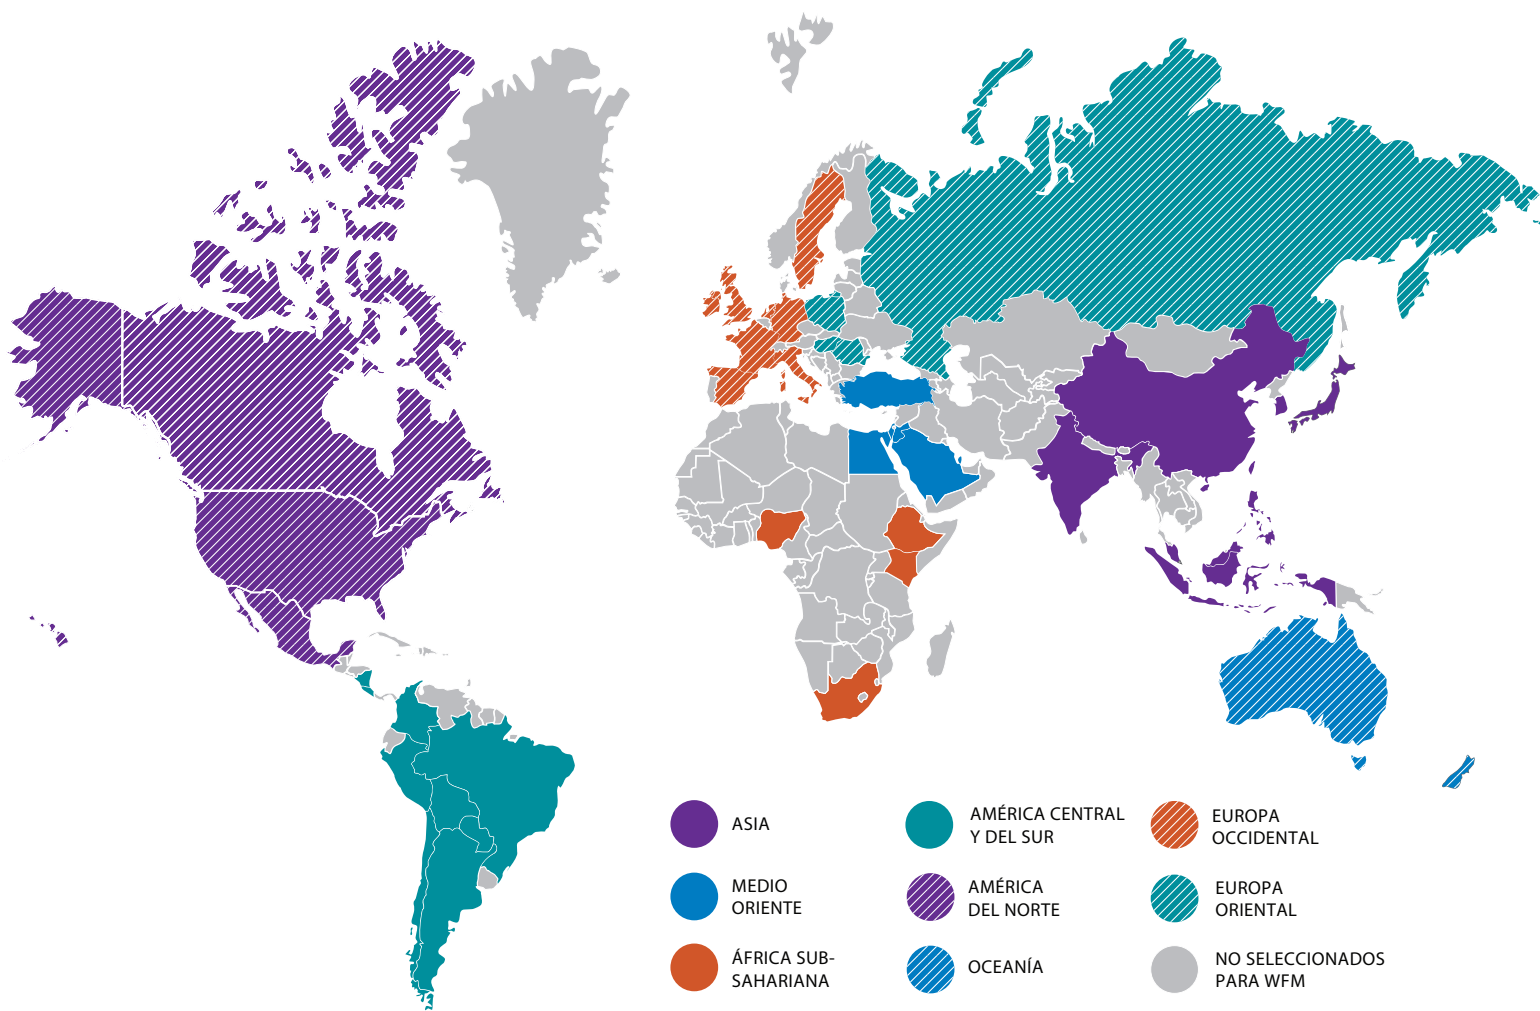 ASIA
MEDIO
ORIENTE
ÁFRICA SUB-
SAHARIANA
AMÉRICA CENTRAL
Y DEL SUR
AMÉRICA
DEL NORTE
OCEANÍA
EUROPA
OCCIDENTAL
EUROPA
ORIENTAL
NO SELECCIONADOS
PARA WFM